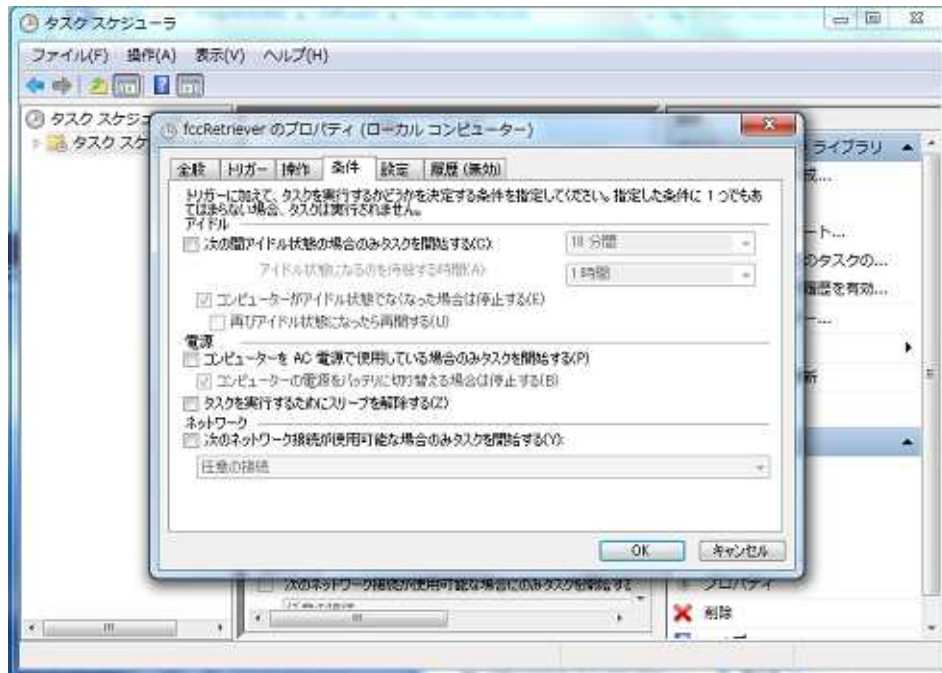 タスク スケジューラ
ファイル(F) 操作(A) 表示(V) ヘルプ(H)
タスク スケジ
タスク スケ
fccRetriever のプロパティ (ローカル コンピューター)
全般 トリガー 操作 条件 設定 履歴 (無効)
トリガーに加えて、タスクを実行するかどうかを決定する条件を指定してください。指定した条件に 1 つでもあ
てはまらない場合、タスクは実行されません。
アイドル
次の間アイドル状態の場合のみタスクを開始する(C): 10 分間
アイドル状態になるのを待機する時間(A): 1 時間
コンピューターがアイドル状態でなくなった場合は停止する(E)
再びアイドル状態になったら再開する(U)
電源
コンピューターを AC 電源で使用している場合のみタスクを開始する(P)
コンピューターの電源をバッテリに切り替える場合は停止する(B)
タスクを実行するためにスリープを解除する(Z)
ネットワーク
次のネットワーク接続が使用可能な場合のみタスクを開始する(Y):
任意の接続
OK キャンセル
ライブラリ
成...
ート...
のタスクの...
履歴を有効...
ー...
新
次のネットワーク接続が使用可能な場合にのみタスクを開始する
プロパティ
削除